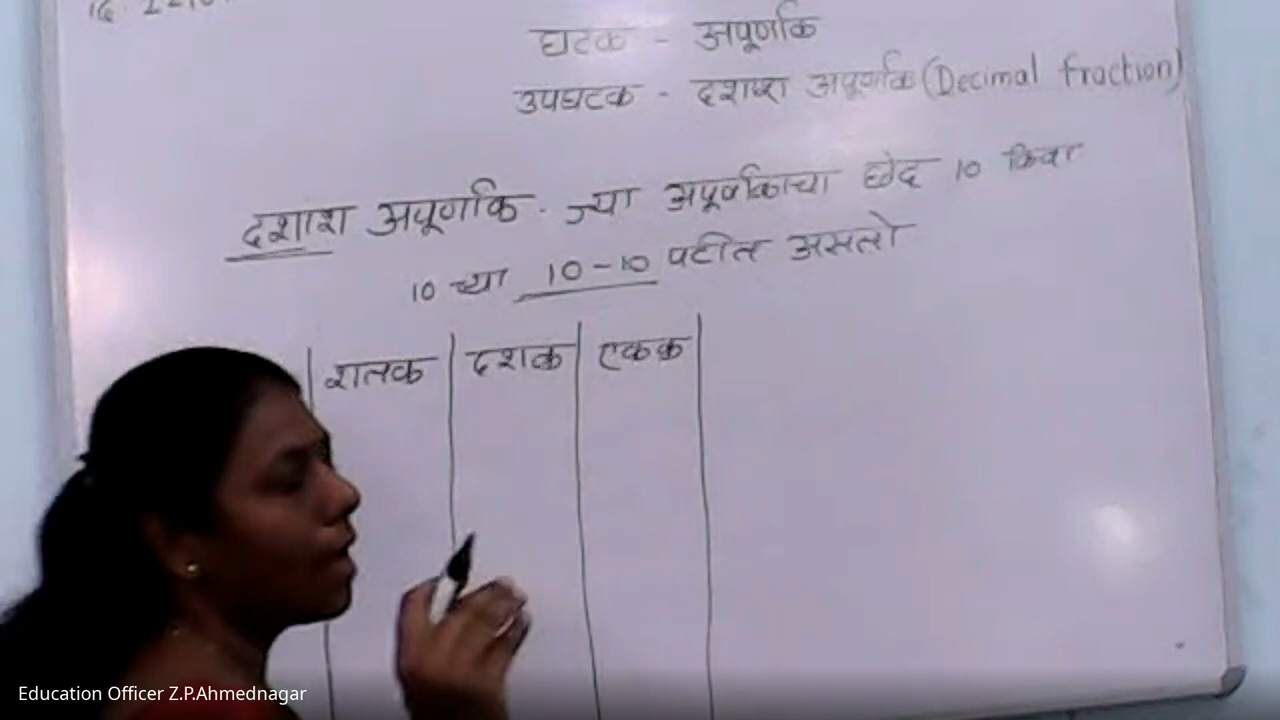 घटक - अपूर्णांक
उपघटक - दशांश अपूर्णांक (Decimal fraction)
दशांश अपूर्णांक - ज्या अपूर्णांकाचा छेद 10 किंवा
10 च्या 10-10 पटीत असतो
शतक दशक एकक
Education Officer Z.P.Ahmednagar